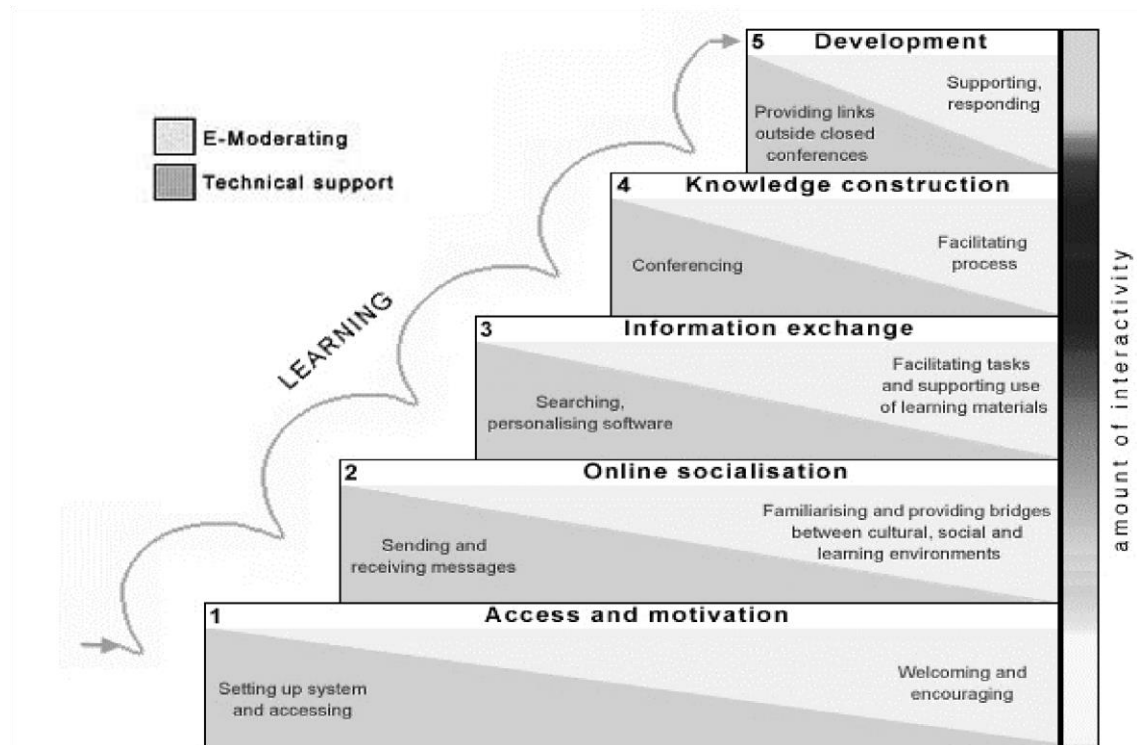 5 Development
Supporting,
responding
Providing links
outside closed
conferences
E-Moderating
Technical support
4 Knowledge construction
Facilitating
process
Conferencing
LEARNING
3 Information exchange
Facilitating tasks
and supporting use
of learning materials
Searching,
personalising software
2 Online socialisation
Familiarising and providing bridges
between cultural, social and
learning environments
Sending and
receiving messages
1 Access and motivation
Welcoming and
encouraging
Setting up system
and accessing
amount of interactivity